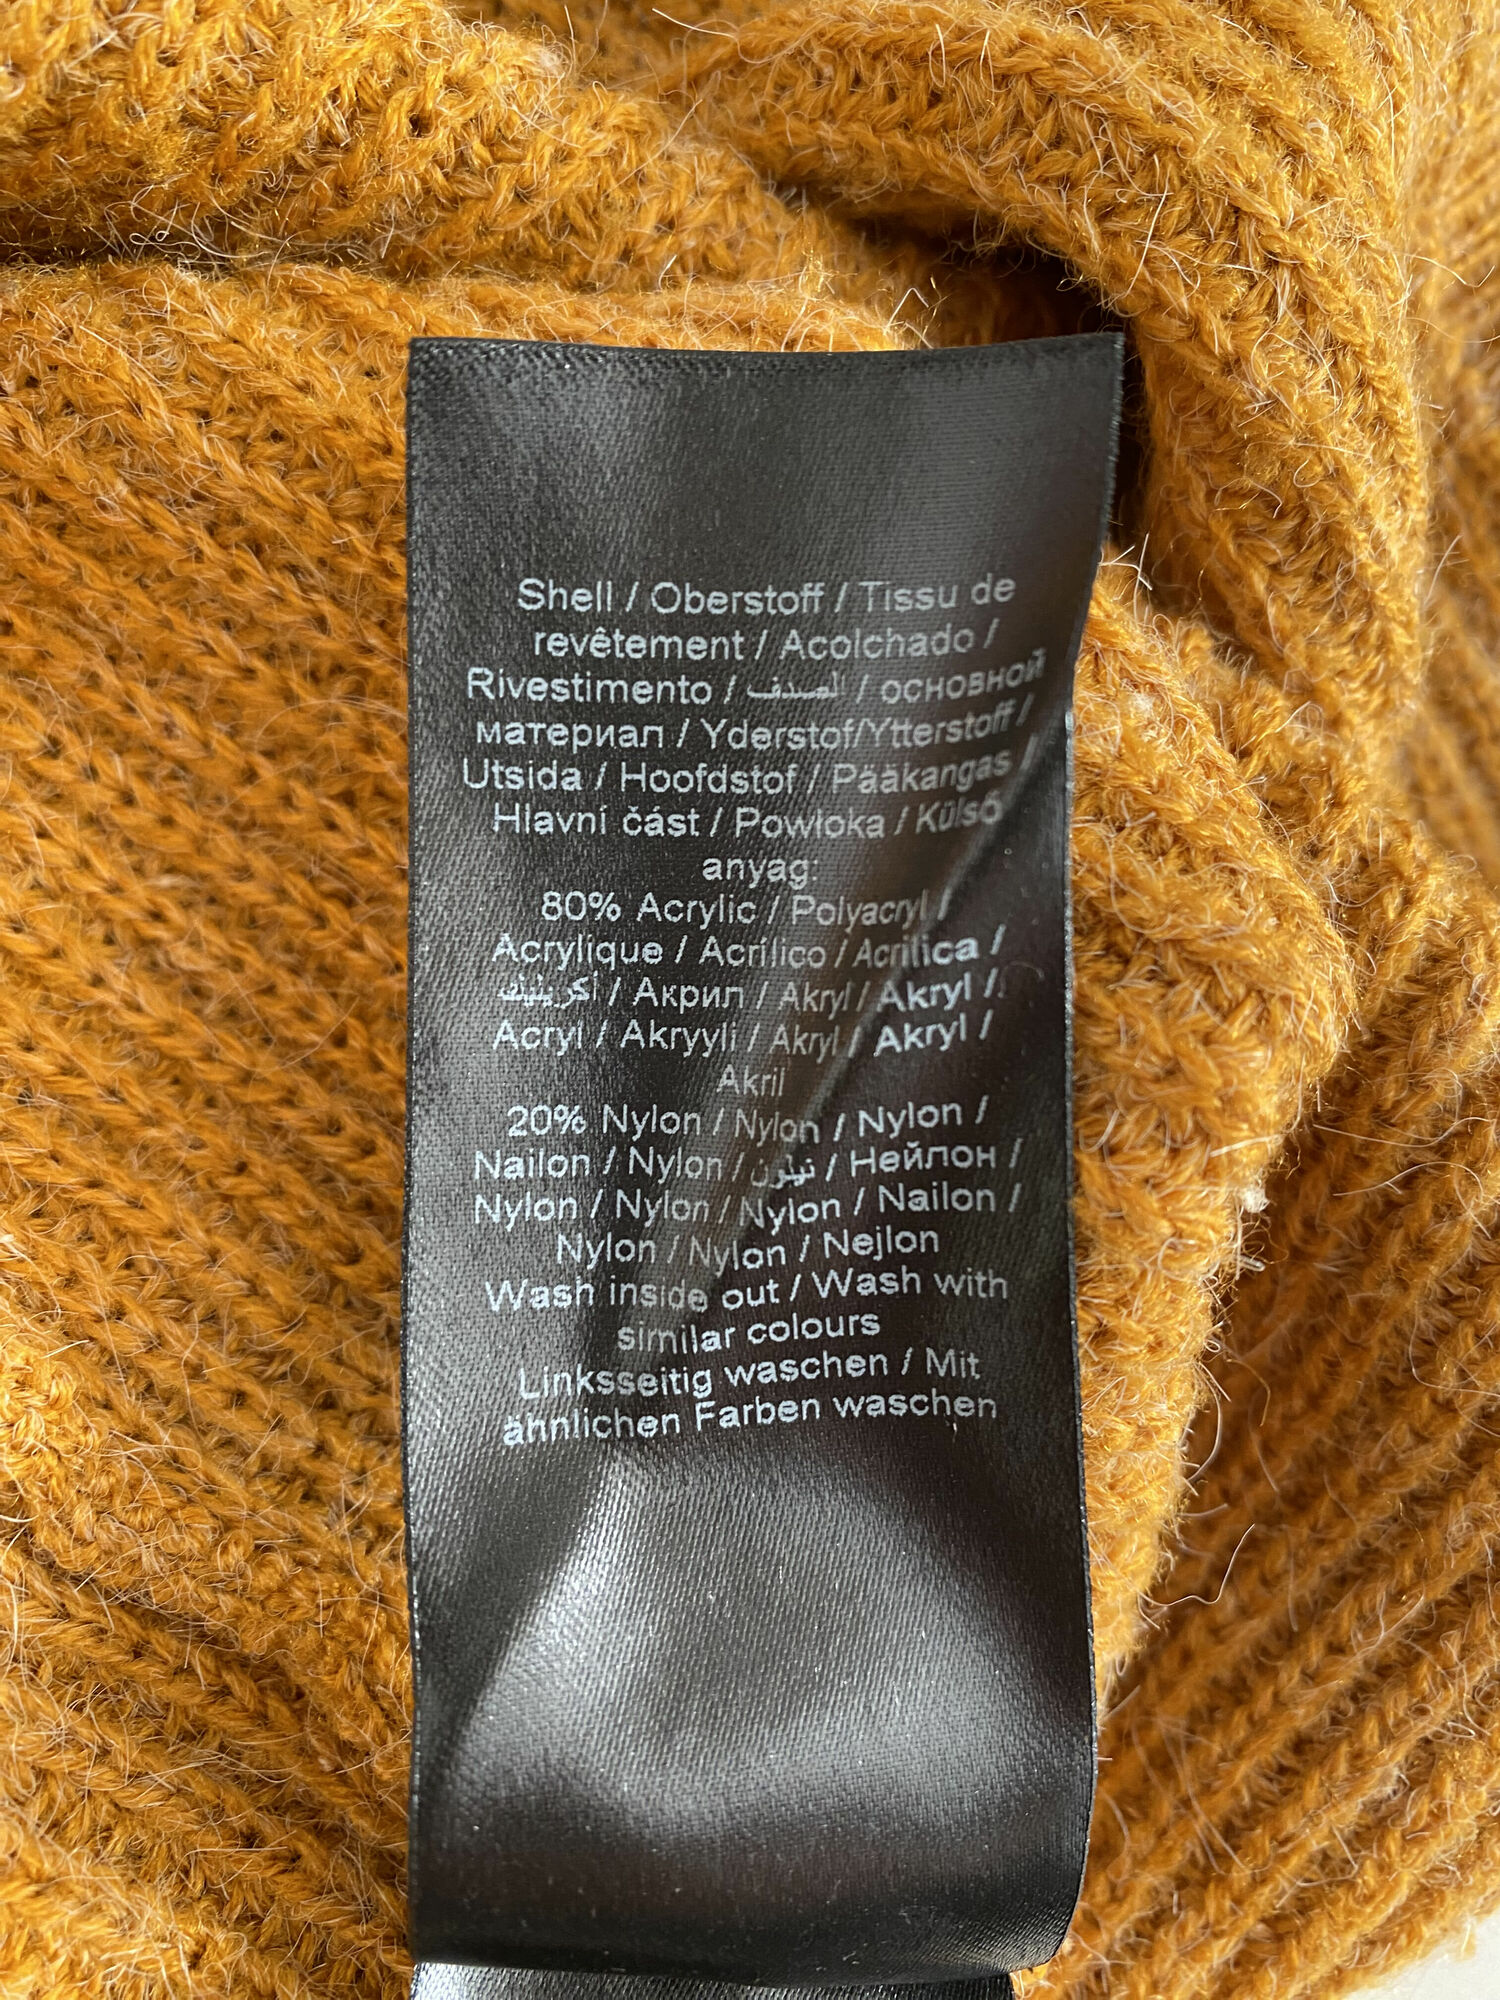 Shell / Oberstoff / Tissu de
revêtement / Acolchado /
Rivestimento / الصدف / основной
материал / Yderstof/Ytterstoff /
Utsida / Hoofdstof / Pääkangas /
Hlavní část / Powłoka / Külső
anyag:
80% Acrylic / Polyacryl /
Acrylique / Acrílico / Acrilica /
أكريليك / Акрил / Akryl / Akryl /
Acryl / Akryyli / Akryl / Akryl /
Akril
20% Nylon / Nylon / Nylon /
Nailon / Nylon / نيلون / Нейлон /
Nylon / Nylon / Nylon / Nailon /
Nylon / Nylon / Nejlon
Wash inside out / Wash with
similar colours
Linksseitig waschen / Mit
ähnlichen Farben waschen